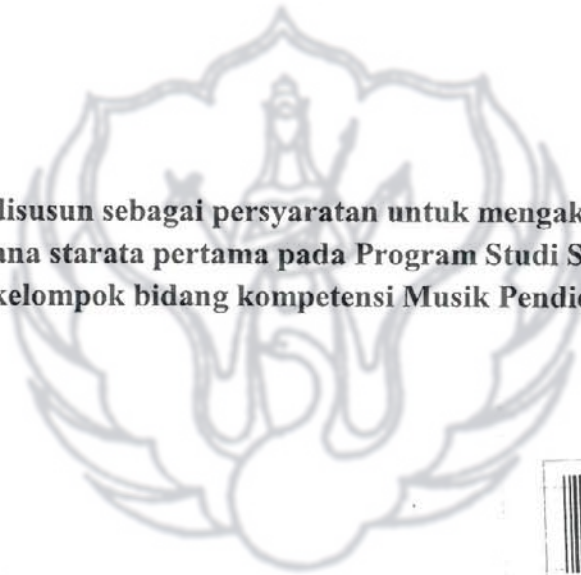 disusun sebagai persyaratan untuk mengak
ana starata pertama pada Program Studi S
kelompok bidang kompetensi Musik Pendid